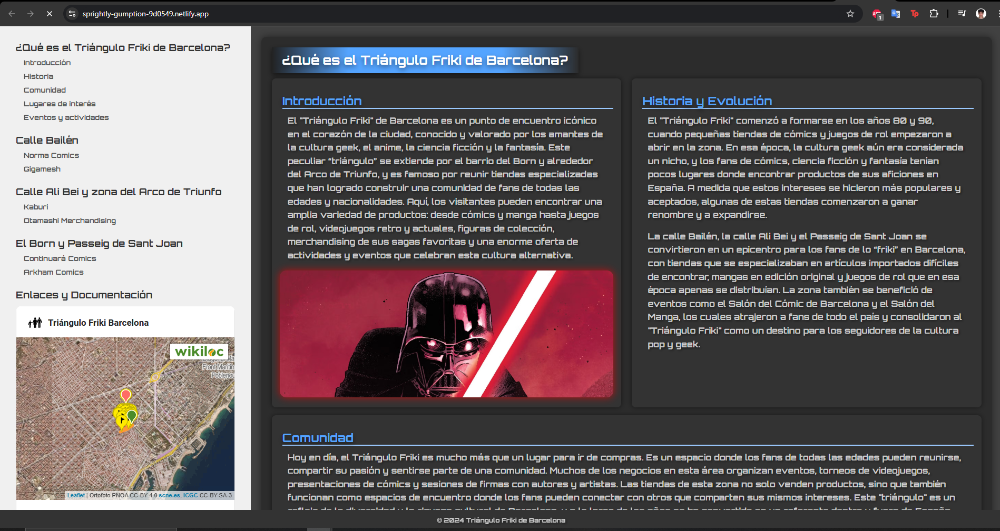 sprightly-gumption-9d0549.netlify.app
1
Tp
¿Qué es el Triángulo Friki de Barcelona?
Introducción
Historia
Comunidad
Lugares de interés
Eventos y actividades
Calle Bailén
Norma Comics
Gigamesh
Calle Ali Bei y zona del Arco de Triunfo
Kaburi
Otamashi Merchandising
El Born y Passeig de Sant Joan
Continuará Comics
Arkham Comics
Enlaces y Documentación
Triángulo Friki Barcelona
wikiloc
Front Marítim
Poblenou
Leaflet | Ortofoto PNOA CC-BY 4.0 scne.es, ICGC CC-BY-SA-3
¿Qué es el Triángulo Friki de Barcelona?
Introducción
El "Triángulo Friki" de Barcelona es un punto de encuentro icónico
en el corazón de la ciudad, conocido y valorado por los amantes de
la cultura geek, el anime, la ciencia ficción y la fantasía. Este
peculiar “triángulo” se extiende por el barrio del Born y alrededor
del Arco de Triunfo, y es famoso por reunir tiendas especializadas
que han logrado construir una comunidad de fans de todas las
edades y nacionalidades. Aquí, los visitantes pueden encontrar una
amplia variedad de productos: desde cómics y manga hasta juegos
de rol, videojuegos retro y actuales, figuras de colección,
merchandising de sus sagas favoritas y una enorme oferta de
actividades y eventos que celebran esta cultura alternativa.
Historia y Evolución
El "Triángulo Friki" comenzó a formarse en los años 80 y 90,
cuando pequeñas tiendas de cómics y juegos de rol empezaron a
abrir en la zona. En esa época, la cultura geek aún era considerada
un nicho, y los fans de cómics, ciencia ficción y fantasía tenían
pocos lugares donde encontrar productos de sus aficiones en
España. A medida que estos intereses se hicieron más populares y
aceptados, algunas de estas tiendas comenzaron a ganar
renombre y a expandirse.
La calle Bailén, la calle Ali Bei y el Passeig de Sant Joan se
convirtieron en un epicentro para los fans de lo “friki” en Barcelona,
con tiendas que se especializaban en artículos importados difíciles
de encontrar, mangas en edición original y juegos de rol que en esa
época apenas se distribuían. La zona también se benefició de
eventos como el Salón del Cómic de Barcelona y el Salón del
Manga, los cuales atrajeron a fans de todo el país y consolidaron al
"Triángulo Friki" como un destino para los seguidores de la cultura
pop y geek.
Comunidad
Hoy en día, el Triángulo Friki es mucho más que un lugar para ir de compras. Es un espacio donde los fans de todas las edades pueden reunirse,
compartir su pasión y sentirse parte de una comunidad. Muchos de los negocios en esta área organizan eventos, torneos de videojuegos,
presentaciones de cómics y sesiones de firmas con autores y artistas. Las tiendas de esta zona no solo venden productos, sino que también
funcionan como espacios de encuentro donde los fans pueden conectar con otros que comparten sus mismos intereses. Este "triángulo" es un
© 2024 Triángulo Friki de Barcelona